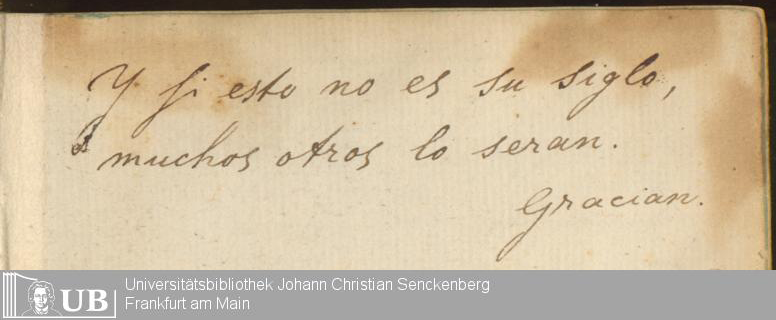 Y si esto no es su siglo,
muchos otros lo seran.
Gracian.
UB Universitätsbibliothek Johann Christian Senckenberg
Frankfurt am Main